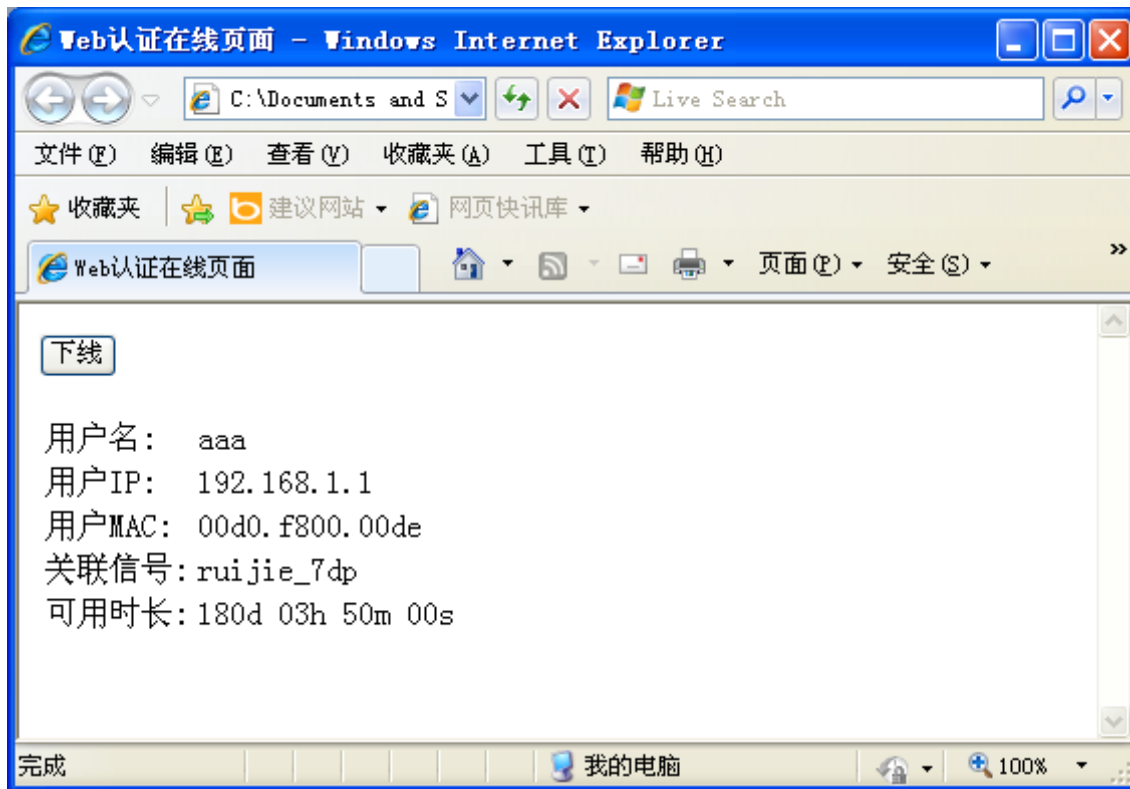 Web认证在线页面 - Windows Internet Explorer
C:\Documents and S
Live Search
文件(F) 编辑(E) 查看(V) 收藏夹(A) 工具(T) 帮助(H)
收藏夹 建议网站 网页快讯库
Web认证在线页面 页面(P) 安全(S) »
下线
用户名: aaa
用户IP: 192.168.1.1
用户MAC: 00d0.f800.00de
关联信号:ruijie_7dp
可用时长:180d 03h 50m 00s
完成 我的电脑 100%